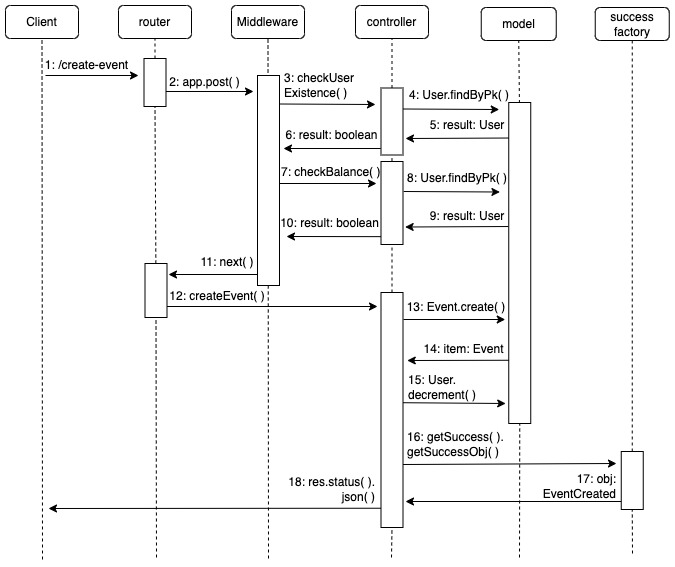 Client
router
Middleware
controller
model
success
factory
1: /create-event
2: app.post( )
3: checkUser
Existence( )
4: User.findByPk( )
5: result: User
6: result: boolean
7: checkBalance( )
8: User.findByPk( )
9: result: User
10: result: boolean
11: next( )
12: createEvent( )
13: Event.create( )
14: item: Event
15: User.
decrement( )
16: getSuccess( ).
getSuccessObj( )
17: obj:
EventCreated
18: res.status( ).
json( )